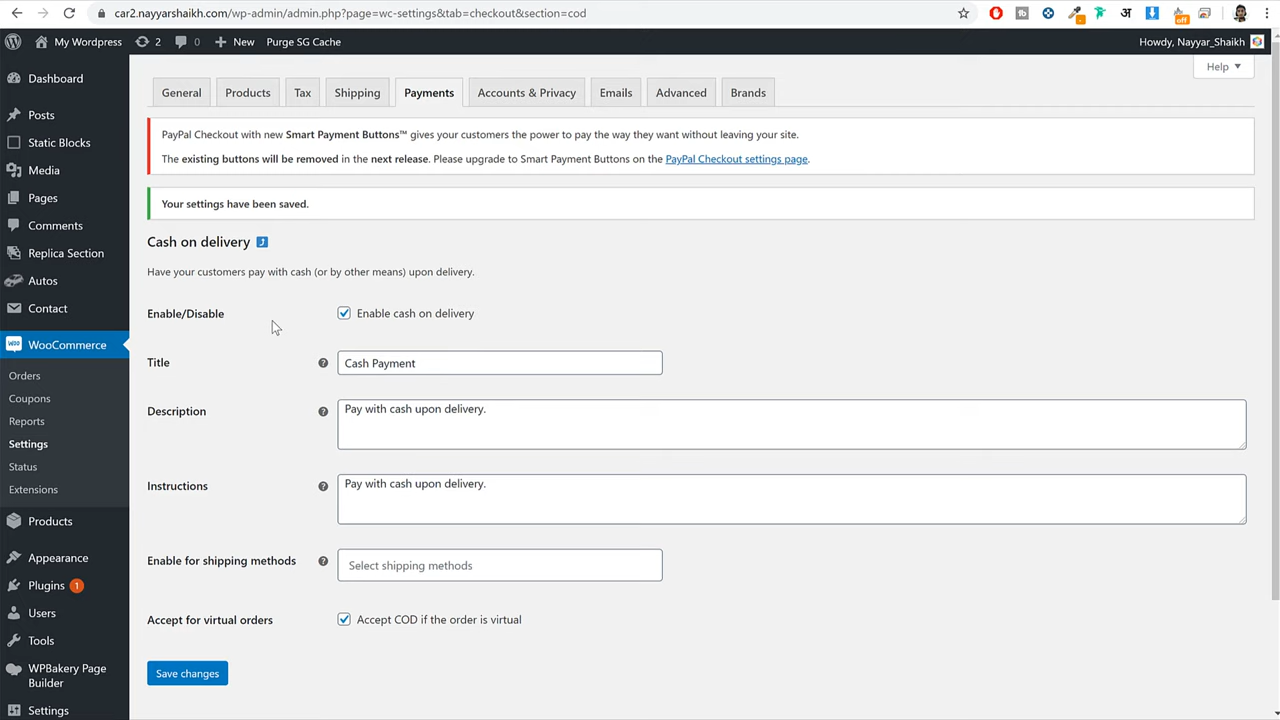 car2.nayyarshaikh.com/wp-admin/admin.php?page=wc-settings&tab=checkout&section=cod
अ
off
My Wordpress 2 0 New Purge SG Cache Howdy, Nayyar_Shaikh
Help
Dashboard
Posts
Static Blocks
Media
Pages
Comments
Replica Section
Autos
Contact
WooCommerce
Orders
Coupons
Reports
Settings
Status
Extensions
Products
Appearance
Plugins 1
Users
Tools
WPBakery Page
Builder
Settings
General Products Tax Shipping Payments Accounts & Privacy Emails Advanced Brands
PayPal Checkout with new Smart Payment Buttons™ gives your customers the power to pay the way they want without leaving your site.
The existing buttons will be removed in the next release. Please upgrade to Smart Payment Buttons on the PayPal Checkout settings page.
Your settings have been saved.
Cash on delivery
Have your customers pay with cash (or by other means) upon delivery.
Enable/Disable Enable cash on delivery
Title ? Cash Payment
Description ? Pay with cash upon delivery.
Instructions ? Pay with cash upon delivery.
Enable for shipping methods ? Select shipping methods
Accept for virtual orders Accept COD if the order is virtual
Save changes